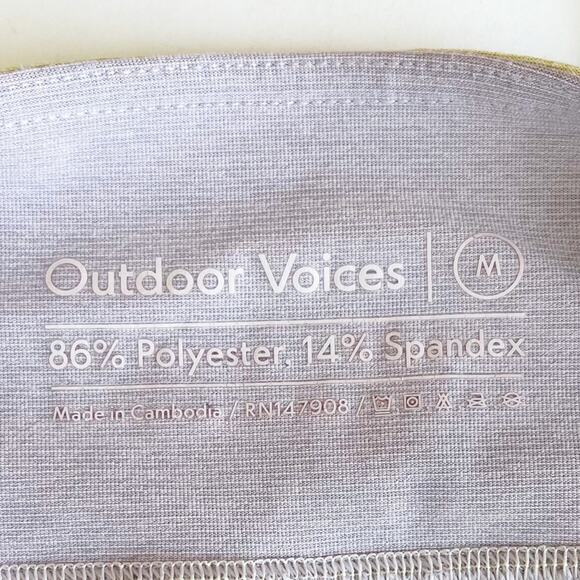 Outdoor Voices | M
86% Polyester, 14% Spandex
Made in Cambodia / RN147908 /